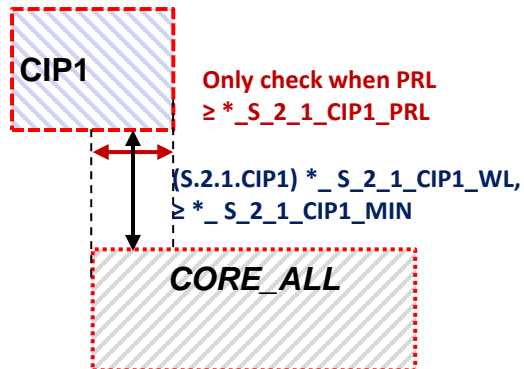 CIP1
Only check when PRL
≥ *_S_2_1_CIP1_PRL
(S.2.1.CIP1) *_ S_2_1_CIP1_WL,
≥ *_ S_2_1_CIP1_MIN
CORE_ALL